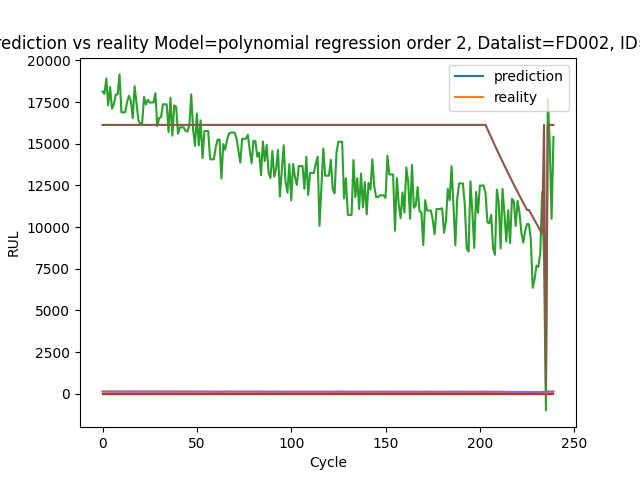 rediction vs reality Model=polynomial regression order 2, Datalist=FD002, ID=
20000
17500
15000
12500
10000
7500
5000
2500
0
RUL
prediction
reality
0 50 100 150 200 250
Cycle